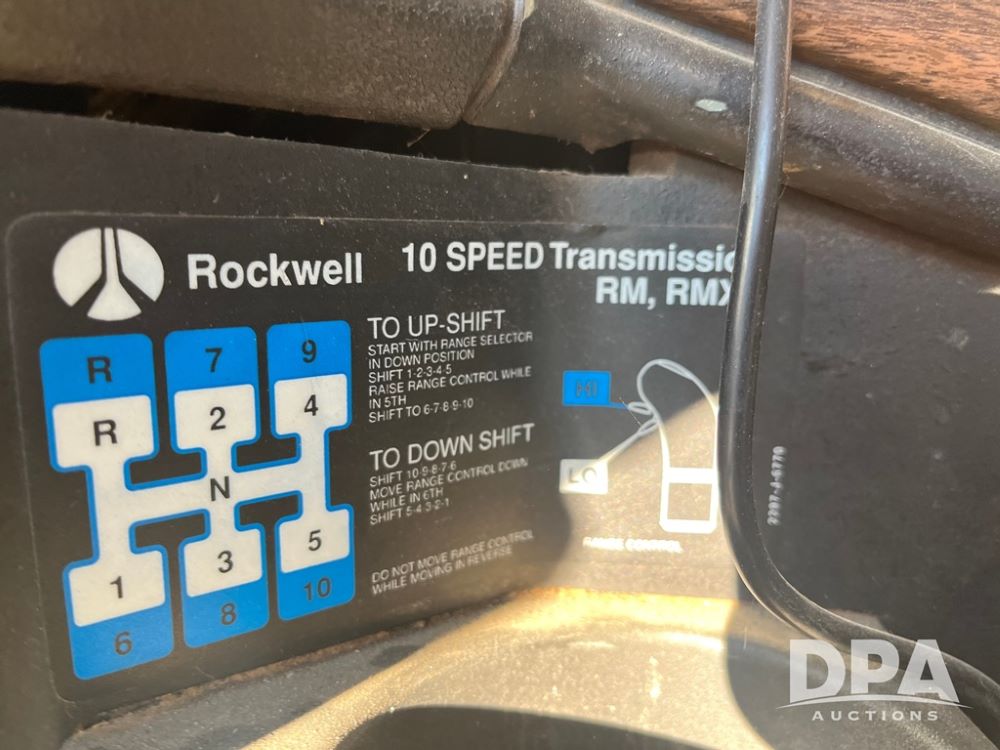 Rockwell
10 SPEED Transmissio
RM, RMX
R 7 9
R 2 4
N
1 3 5
6 8 10
TO UP-SHIFT
START WITH RANGE SELECTOR
IN DOWN POSITION
SHIFT 1-2-3-4-5
RAISE RANGE CONTROL WHILE
IN 5TH
SHIFT TO 6-7-8-9-10
TO DOWN SHIFT
SHIFT 10-9-8-7-6
MOVE RANGE CONTROL DOWN
WHILE IN 6TH
SHIFT 5-4-3-2-1
DO NOT MOVE RANGE CONTROL
WHILE MOVING IN REVERSE
HI
LO
RANGE CONTROL
DPA
AUCTIONS